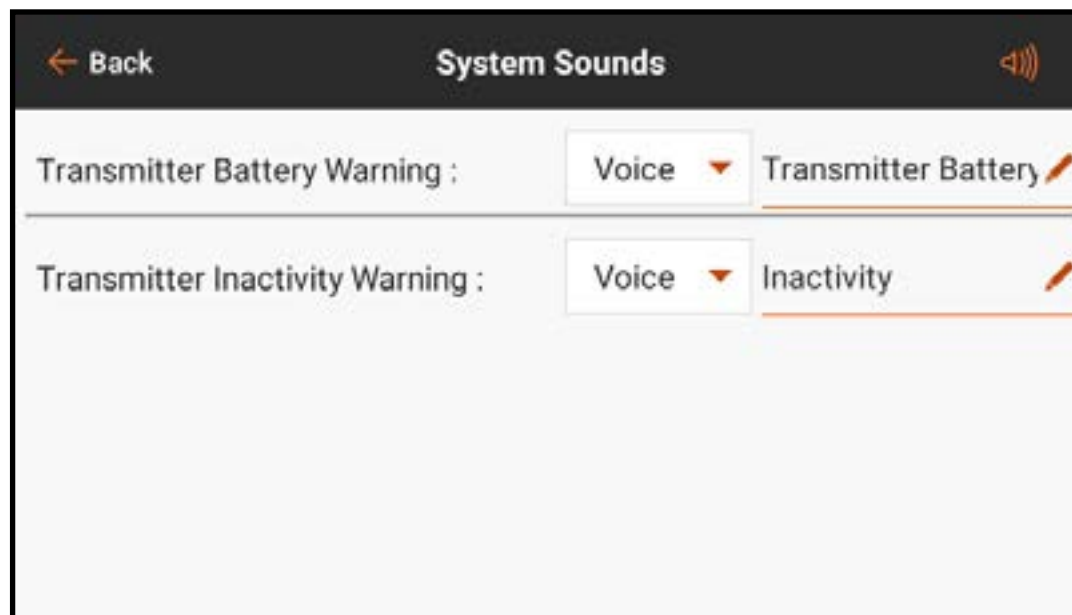 Back
System Sounds
Transmitter Battery Warning :
Voice
Transmitter Battery
Transmitter Inactivity Warning :
Voice
Inactivity